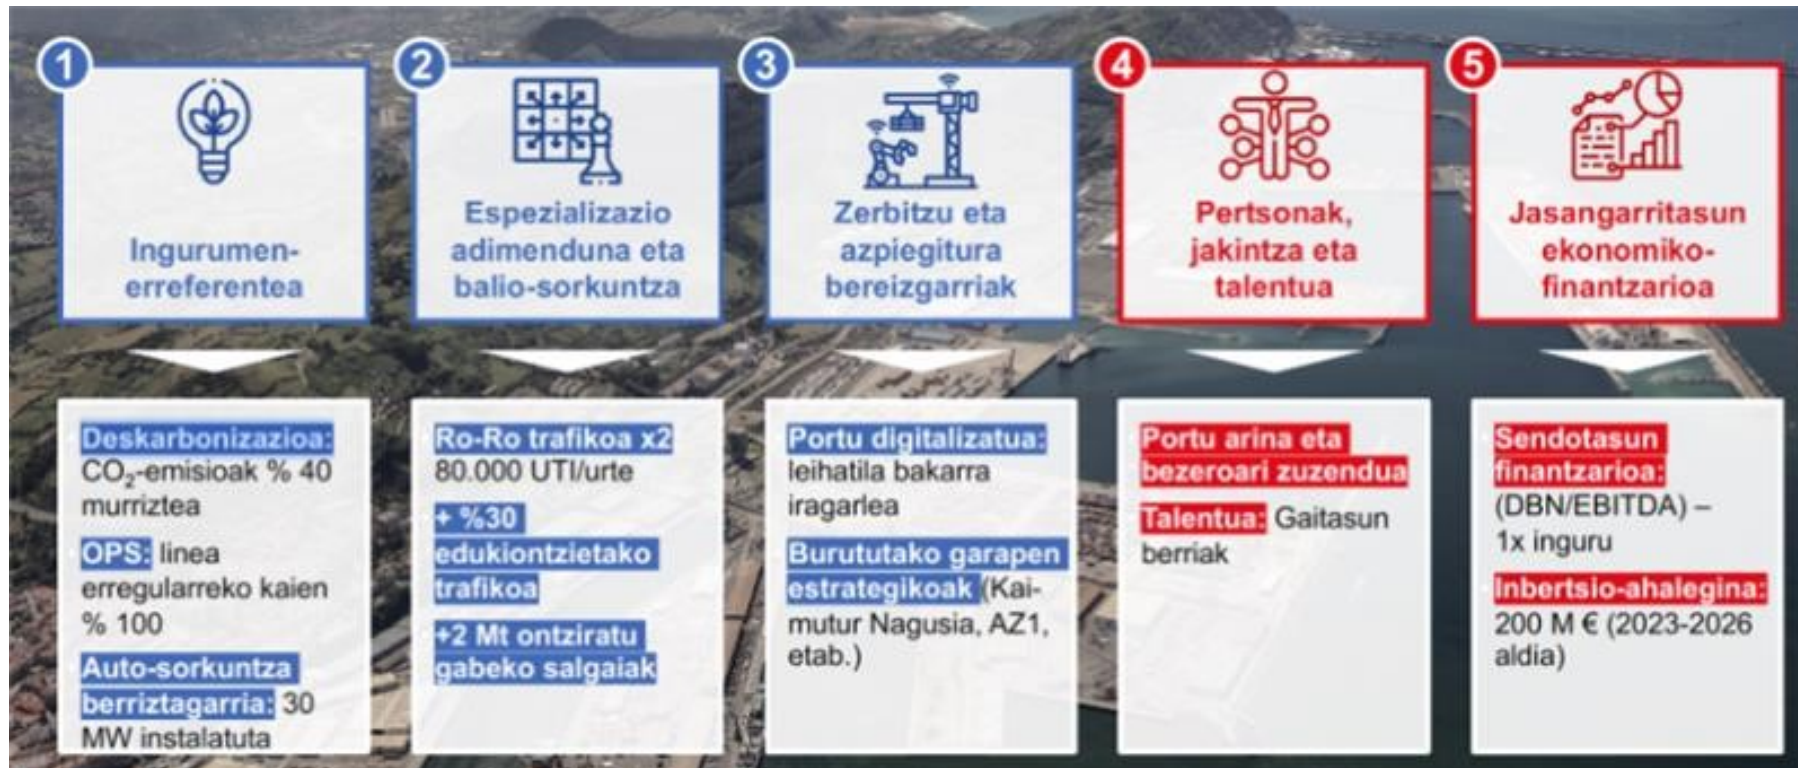 1
Ingurumen-
erreferentea
Deskarbonizazioa:
CO₂-emisioak % 40
murriztea
OPS: linea
erregularreko kaien
% 100
Auto-sorkuntza
berriztagarria: 30
MW instalatuta
2
Espezializazio
adimenduna eta
balio-sorkuntza
Ro-Ro trafikoa x2
80.000 UTI/urte
+ %30
edukiontzietako
trafikoa
+2 Mt ontziratu
gabeko salgaiak
3
Zerbitzu eta
azpiegitura
bereizgarriak
Portu digitalizatua:
leihatila bakarra
iragarlea
Burututako garapen
estrategikoak (Kai-
mutur Nagusia, AZ1,
etab.)
4
Pertsonak,
jakintza eta
talentua
Portu arina eta
bezeroari zuzendua
Talentua: Gaitasun
berriak
5
Jasangarritasun
ekonomiko-
finantzarioa
Sendotasun
finantzarioa:
(DBN/EBITDA) –
1x inguru
Inbertsio-ahalegina:
200 M € (2023-2026
aldia)